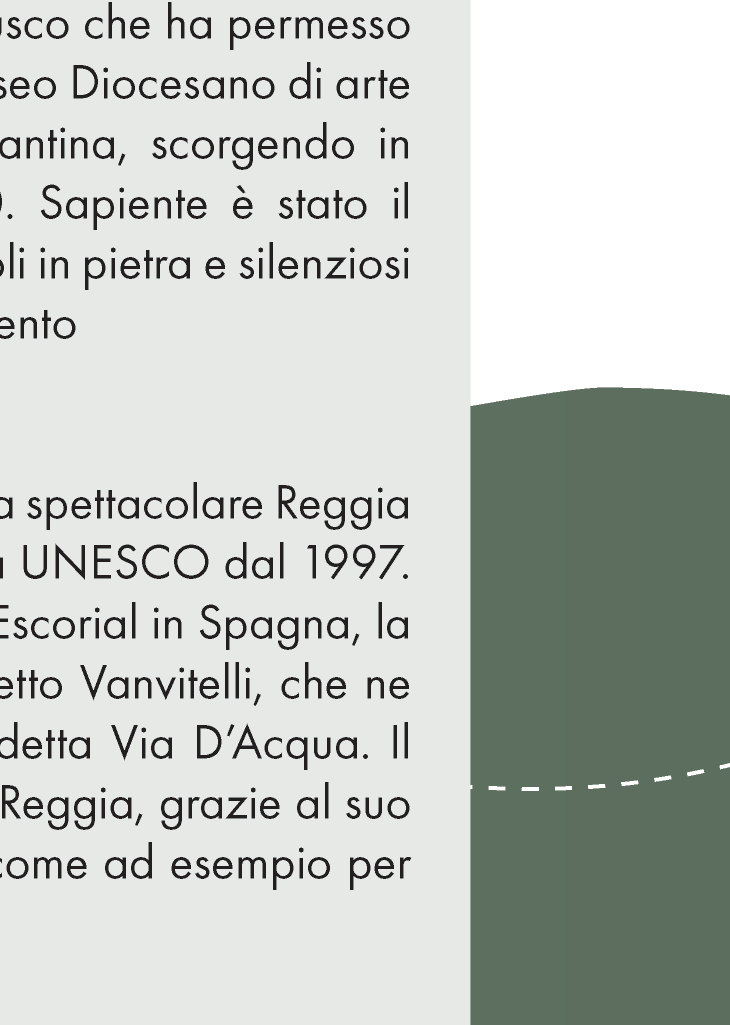 usco che ha permesso
seo Diocesano di arte
antina, scorgendo in
. Sapiente è stato il
oli in pietra e silenziosi
ento
a spettacolare Reggia
UNESCO dal 1997.
Escorial in Spagna, la
etto Vanvitelli, che ne
detta Via D'Acqua. Il
Reggia, grazie al suo
come ad esempio per